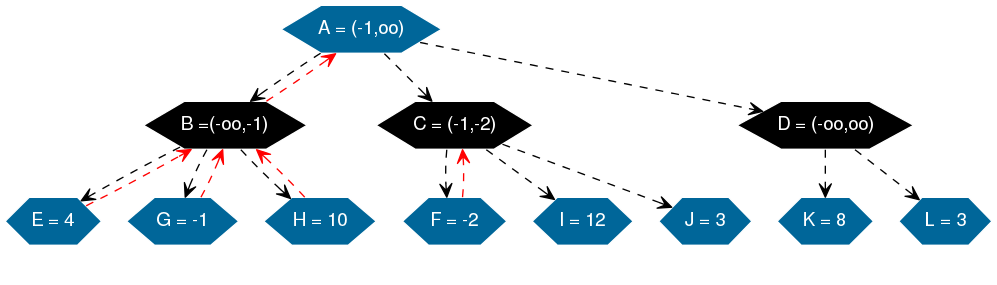 A = (-1,oo)
B =(-oo,-1)
C = (-1,-2)
D = (-oo,oo)
E = 4
G = -1
H = 10
F = -2
I = 12
J = 3
K = 8
L = 3